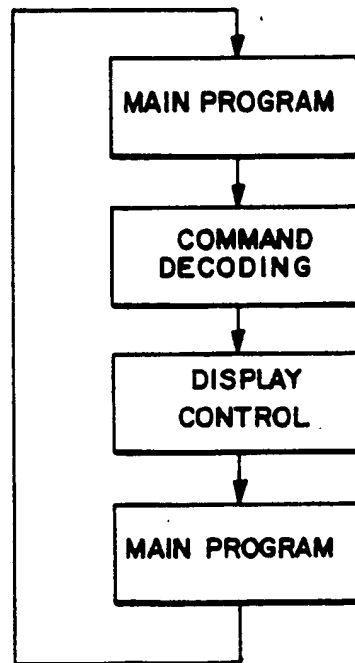 MAIN PROGRAM
COMMAND
DECODING
DISPLAY
CONTROL
MAIN PROGRAM